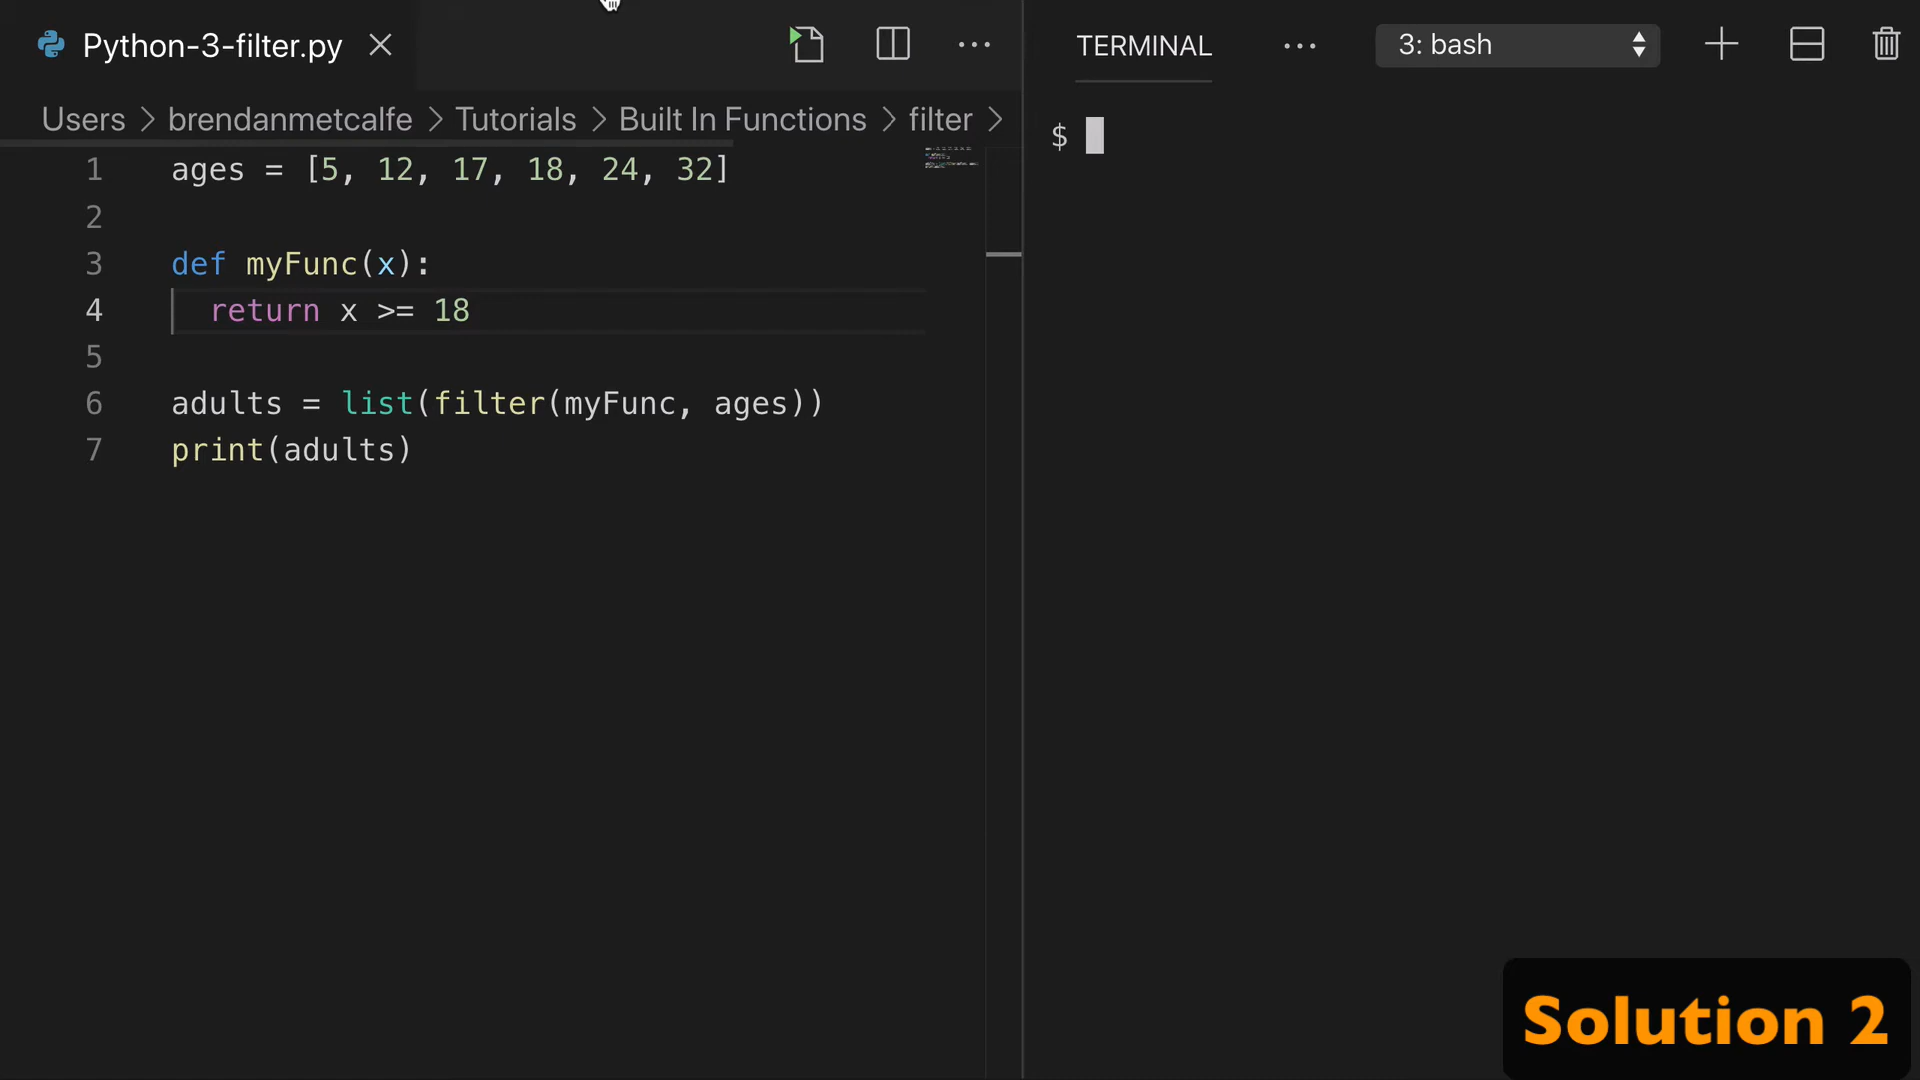 Python-3-filter.py
TERMINAL
3: bash
Users > brendanmetcalfe > Tutorials > Built In Functions > filter >
$
1 ages = [5, 12, 17, 18, 24, 32]
2
3 def myFunc(x):
4   return x >= 18
5
6 adults = list(filter(myFunc, ages))
7 print(adults)
Solution 2